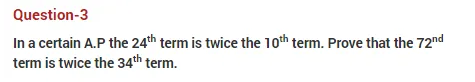 Question-3
In a certain A.P the 24th term is twice the 10th term. Prove that the 72nd
term is twice the 34th term.